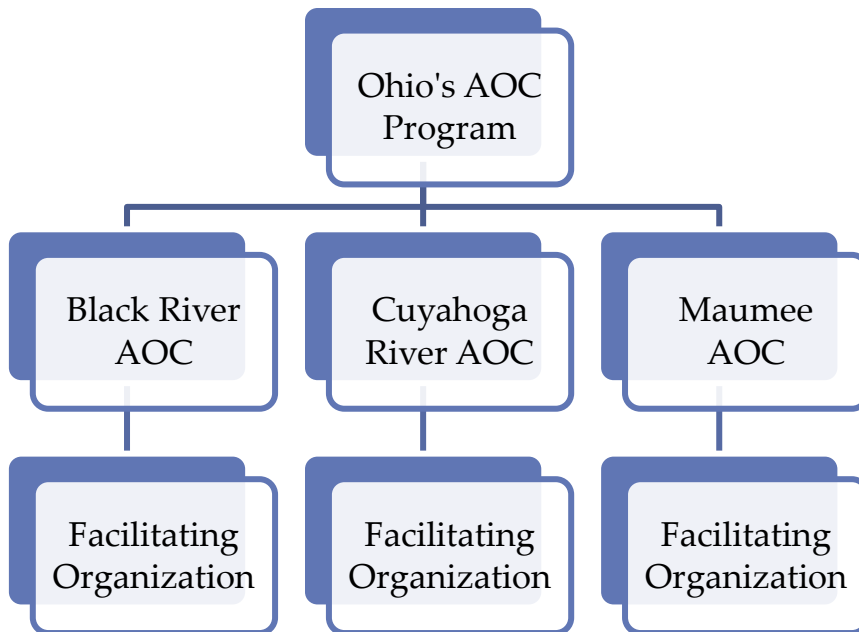 Ohio's AOC
Program
Black River
AOC
Cuyahoga
River AOC
Maumee
AOC
Facilitating
Organization
Facilitating
Organization
Facilitating
Organization